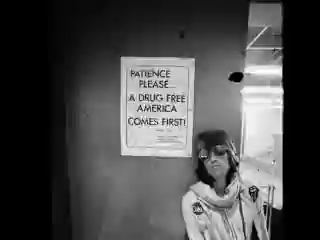 PATIENCE
PLEASE...
A DRUG FREE
AMERICA
COMES FIRST!